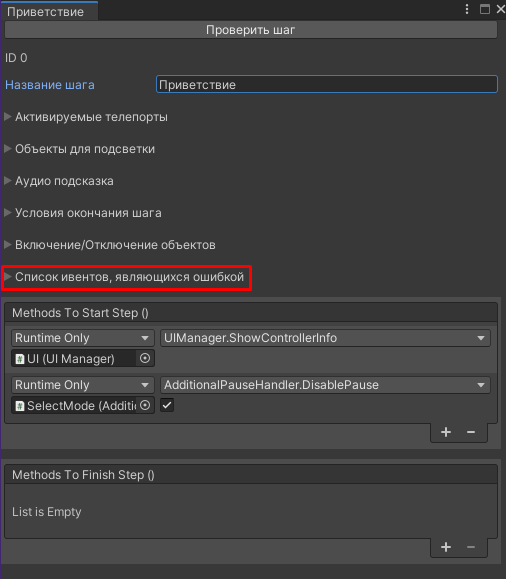 Приветствие
Проверить шаг
ID 0
Название шага Приветствие
Активируемые телепорты
Объекты для подсветки
Аудио подсказка
Условия окончания шага
Включение/Отключение объектов
Список ивентов, являющихся ошибкой
Methods To Start Step ()
Runtime Only UIManager.ShowControllerInfo
UI (UI Manager)
Runtime Only AdditionalPauseHandler.DisablePause
SelectMode (Additio
Methods To Finish Step ()
List is Empty